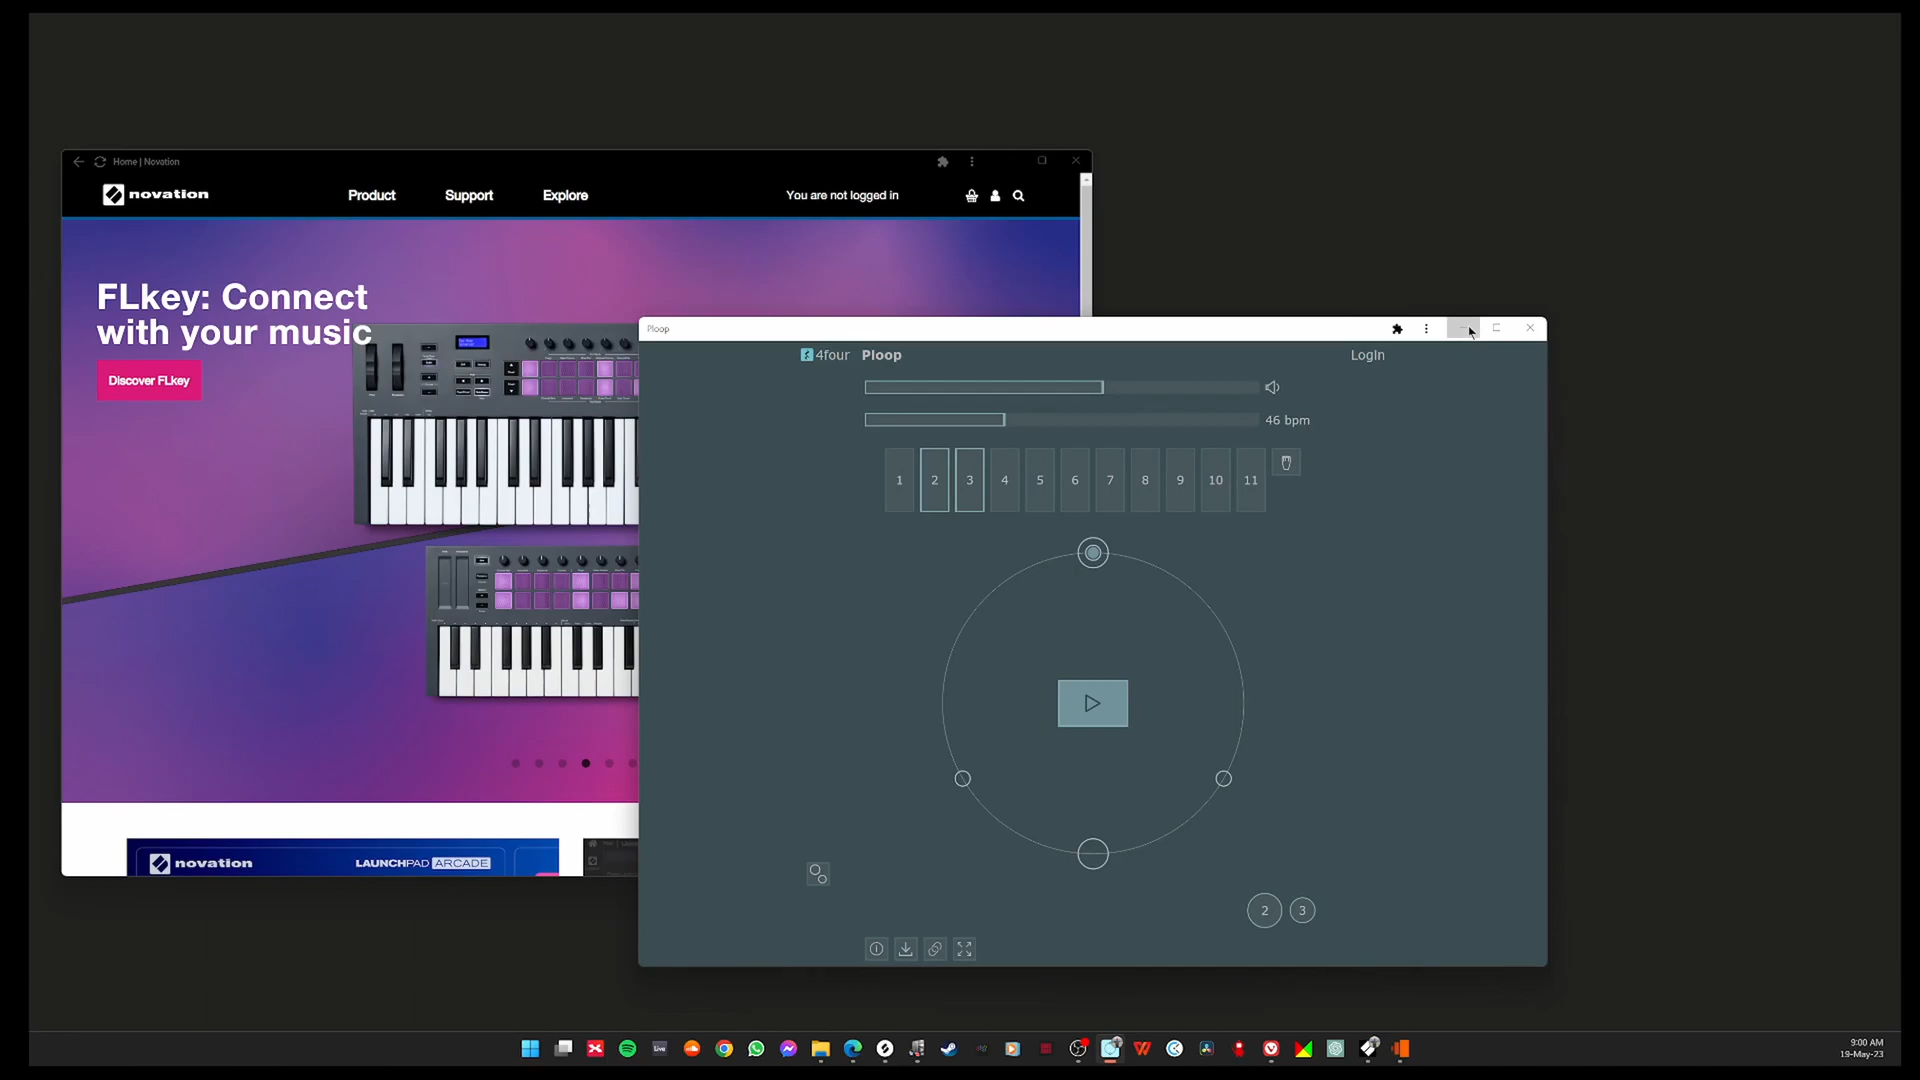 Home | Novation
novation
Product
Support
Explore
You are not logged in
FLkey: Connect
with your music
Discover FLkey
novation
LAUNCHPAD ARCADE
Ploop
4four
Ploop
LogIn
46 bpm
1
2
3
4
5
6
7
8
9
10
11
2
3
Live
9:00 AM
19-May-23